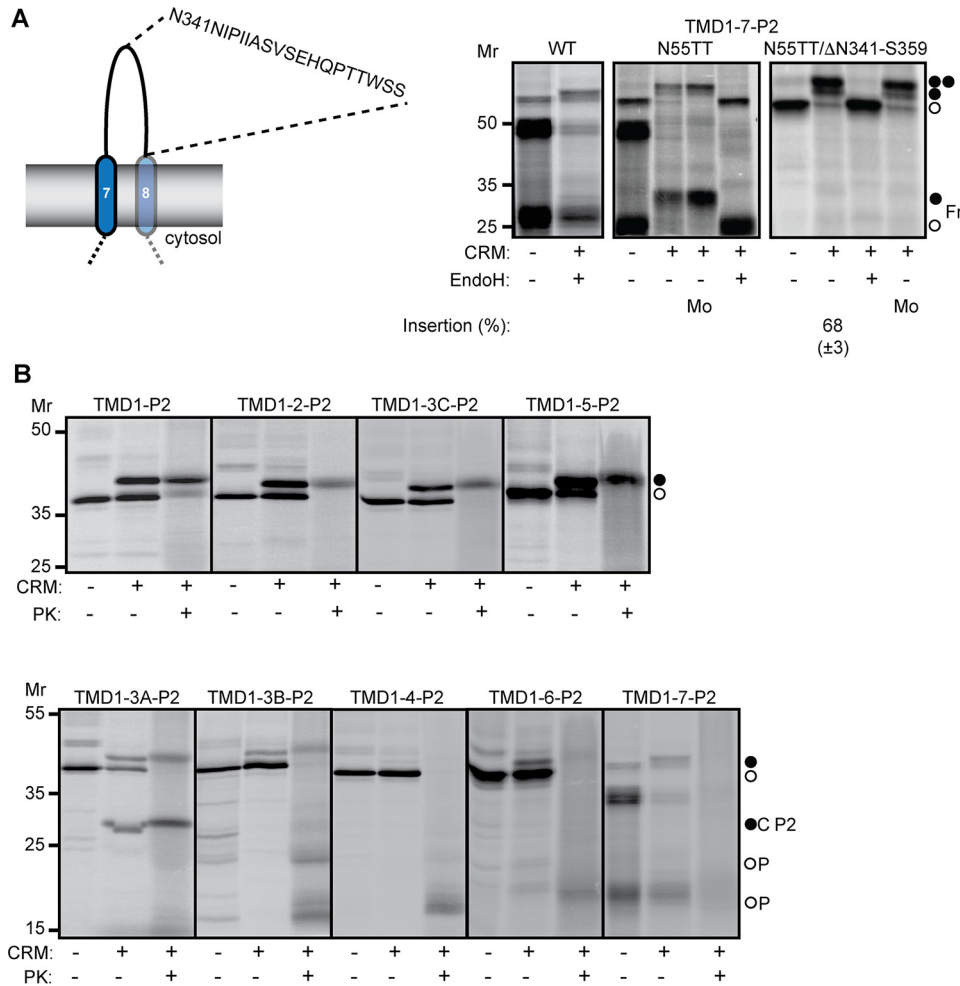 A
N341NIPIIASVSEHQPTTWSS
7
8
cytosol
TMD1-7-P2
Mr
WT
N55TT
N55TT/ΔN341-S359
50
35
25
Fr
CRM: - + - + + + - + + +
EndoH: - + - - - + - - + -
Mo
Mo
Insertion (%):
68
(±3)
B
Mr
TMD1-P2
TMD1-2-P2
TMD1-3C-P2
TMD1-5-P2
50
35
25
CRM: - + + - + + - + + - + +
PK: - - + - - + - - + - - +
Mr
TMD1-3A-P2
TMD1-3B-P2
TMD1-4-P2
TMD1-6-P2
TMD1-7-P2
55
35
C P2
25
P
P
15
CRM: - + + - + + - + + - + + - + +
PK: - - + - - + - - + - - + - - +